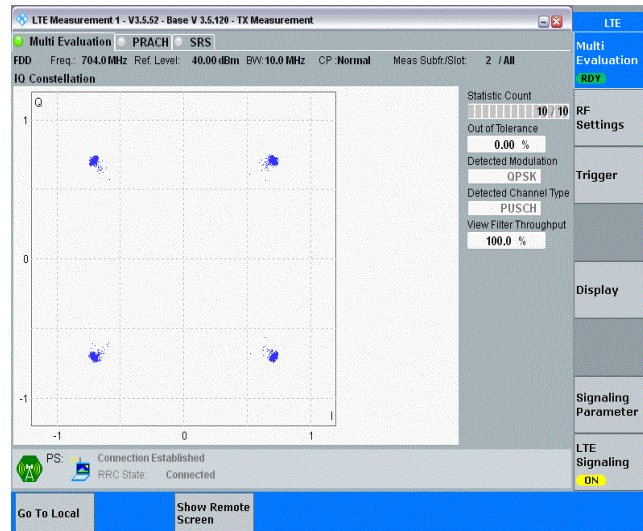 LTE Measurement 1 - V3.5.52 - Base V 3.5.120 - TX Measurement
LTE
Multi Evaluation PRACH SRS
Multi
Evaluation
RDY
FDD Freq.: 704.0 MHz Ref. Level: 40.00 dBm BW: 10.0 MHz CP :Normal Meas Subfr./Slot: 2 / All
IQ Constellation
Q
1
0
-1
-1 0 1
I
Statistic Count
10 / 10
Out of Tolerance
0.00 %
Detected Modulation
QPSK
Detected Channel Type
PUSCH
View Filter Throughput
100.0 %
RF
Settings
Trigger
Display
Signaling
Parameter
LTE
Signaling
ON
PS: Connection Established
RRC State: Connected
Go To Local
Show Remote
Screen